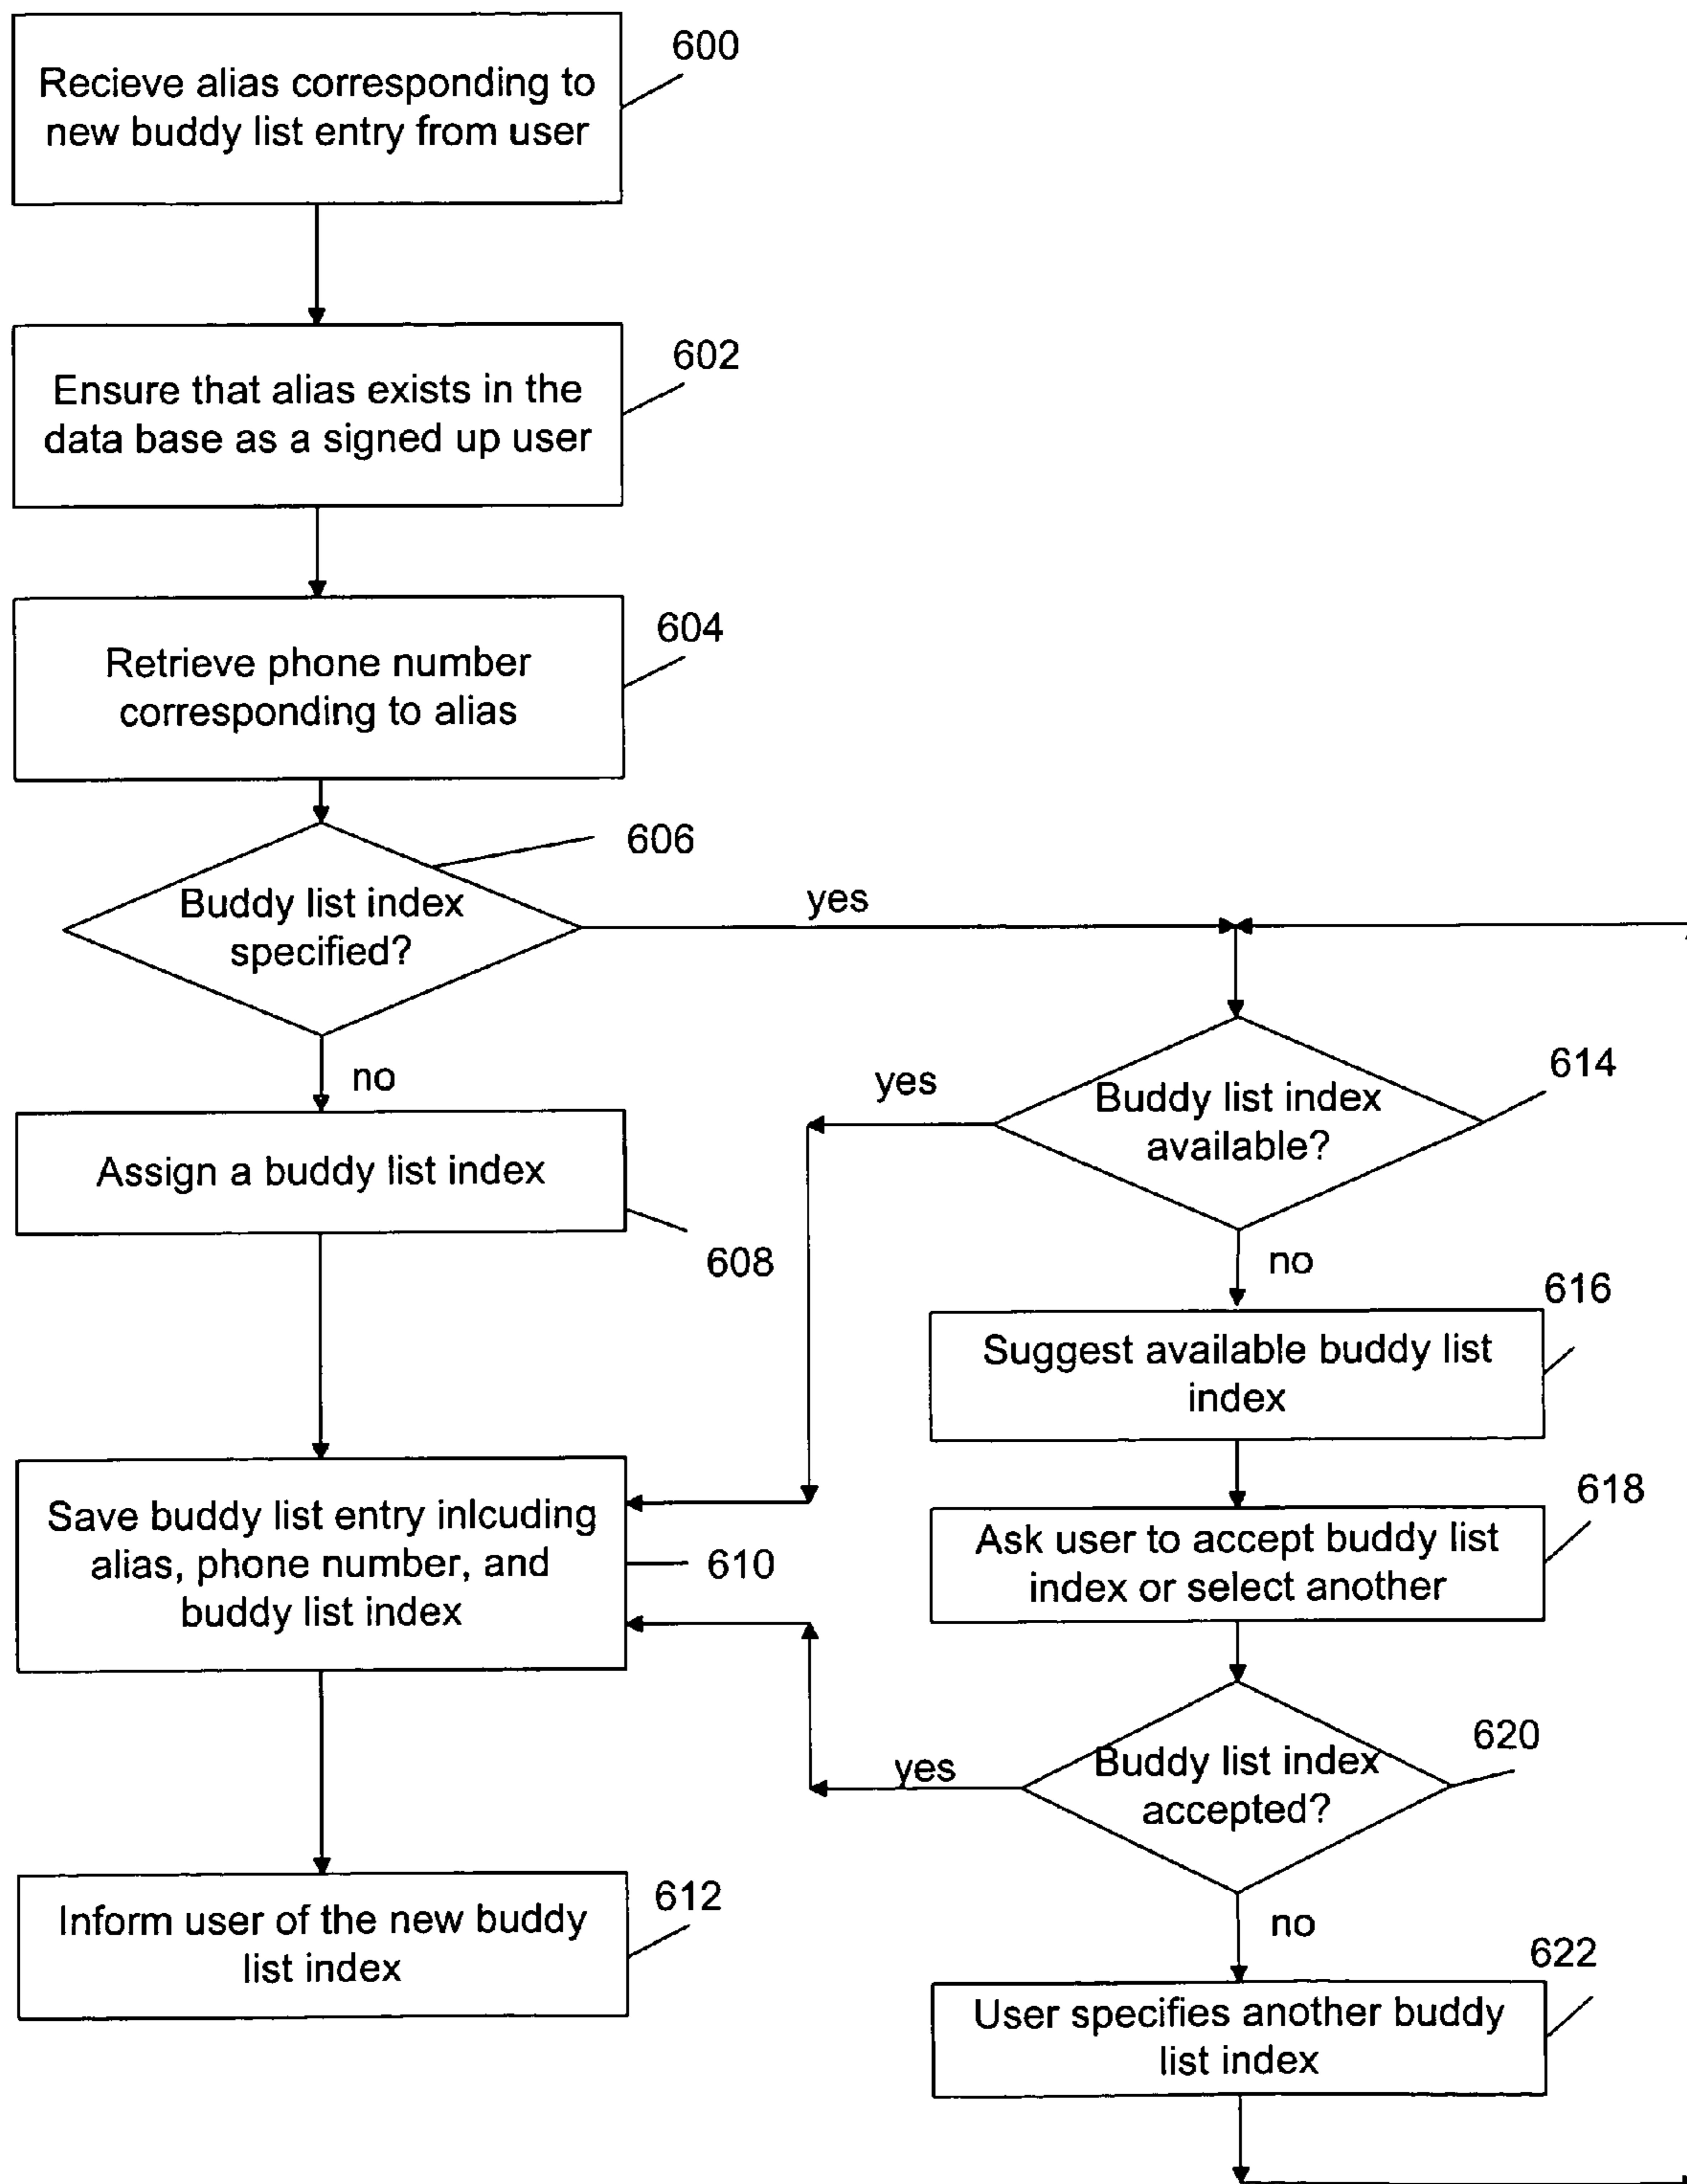 600
Recieve alias corresponding to
new buddy list entry from user
602
Ensure that alias exists in the
data base as a signed up user
604
Retrieve phone number
corresponding to alias
606
Buddy list index
specified?
yes
no
Assign a buddy list index
608
614
yes
Buddy list index
available?
no
616
Suggest available buddy list
index
618
Ask user to accept buddy list
index or select another
Save buddy list entry inlcuding
alias, phone number, and
buddy list index
610
620
yes
Buddy list index
accepted?
no
612
Inform user of the new buddy
list index
622
User specifies another buddy
list index